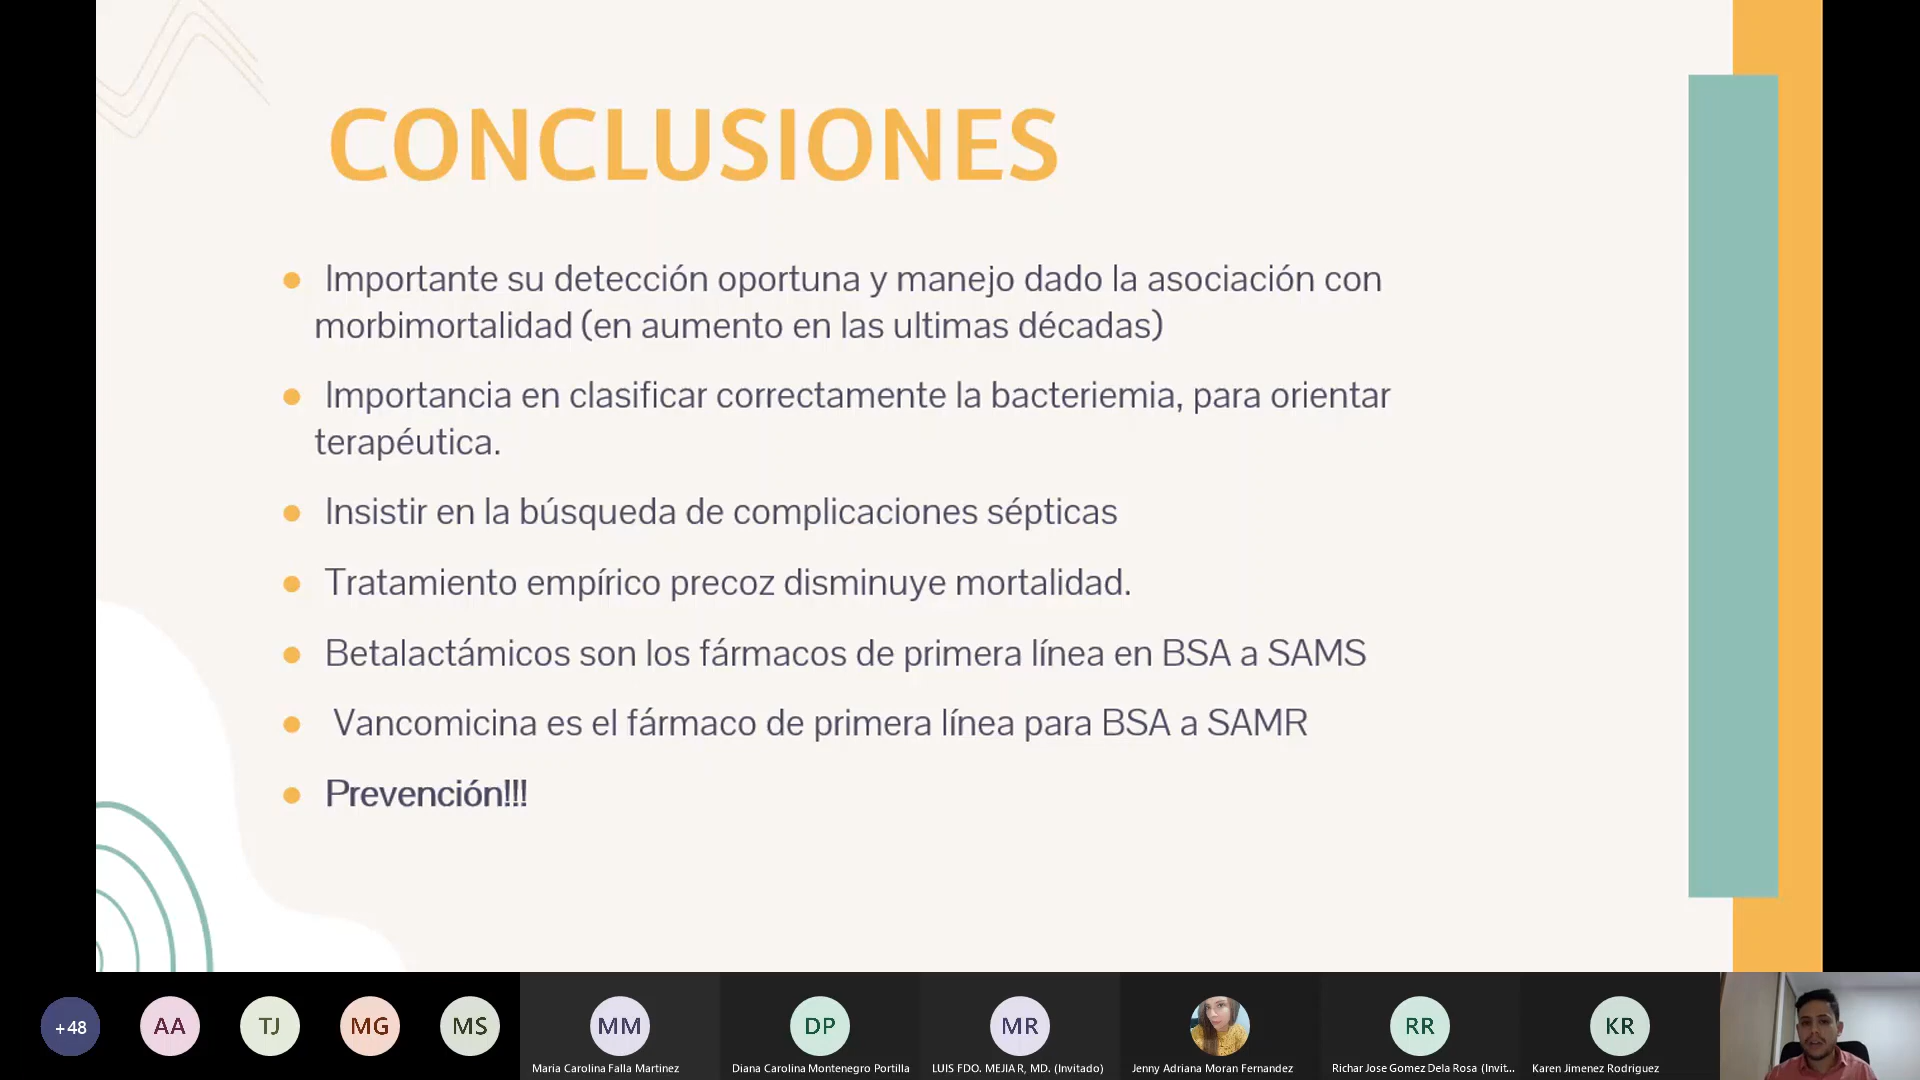 CONCLUSIONES
Importante su detección oportuna y manejo dado la asociación con
morbimortalidad (en aumento en las ultimas décadas)
Importancia en clasificar correctamente la bacteriemia, para orientar
terapéutica.
Insistir en la búsqueda de complicaciones sépticas
Tratamiento empírico precoz disminuye mortalidad.
Betalactámicos son los fármacos de primera línea en BSA a SAMS
Vancomicina es el fármaco de primera línea para BSA a SAMR
Prevención!!!
+48 AA TJ MG MS MM DP MR RR KR
Maria Carolina Falla Martinez Diana Carolina Montenegro Portilla LUIS FDO. MEJIA R, MD. (Invitado) Jenny Adriana Moran Fernandez Richar Jose Gomez Dela Rosa (Invit... Karen Jimenez Rodriguez